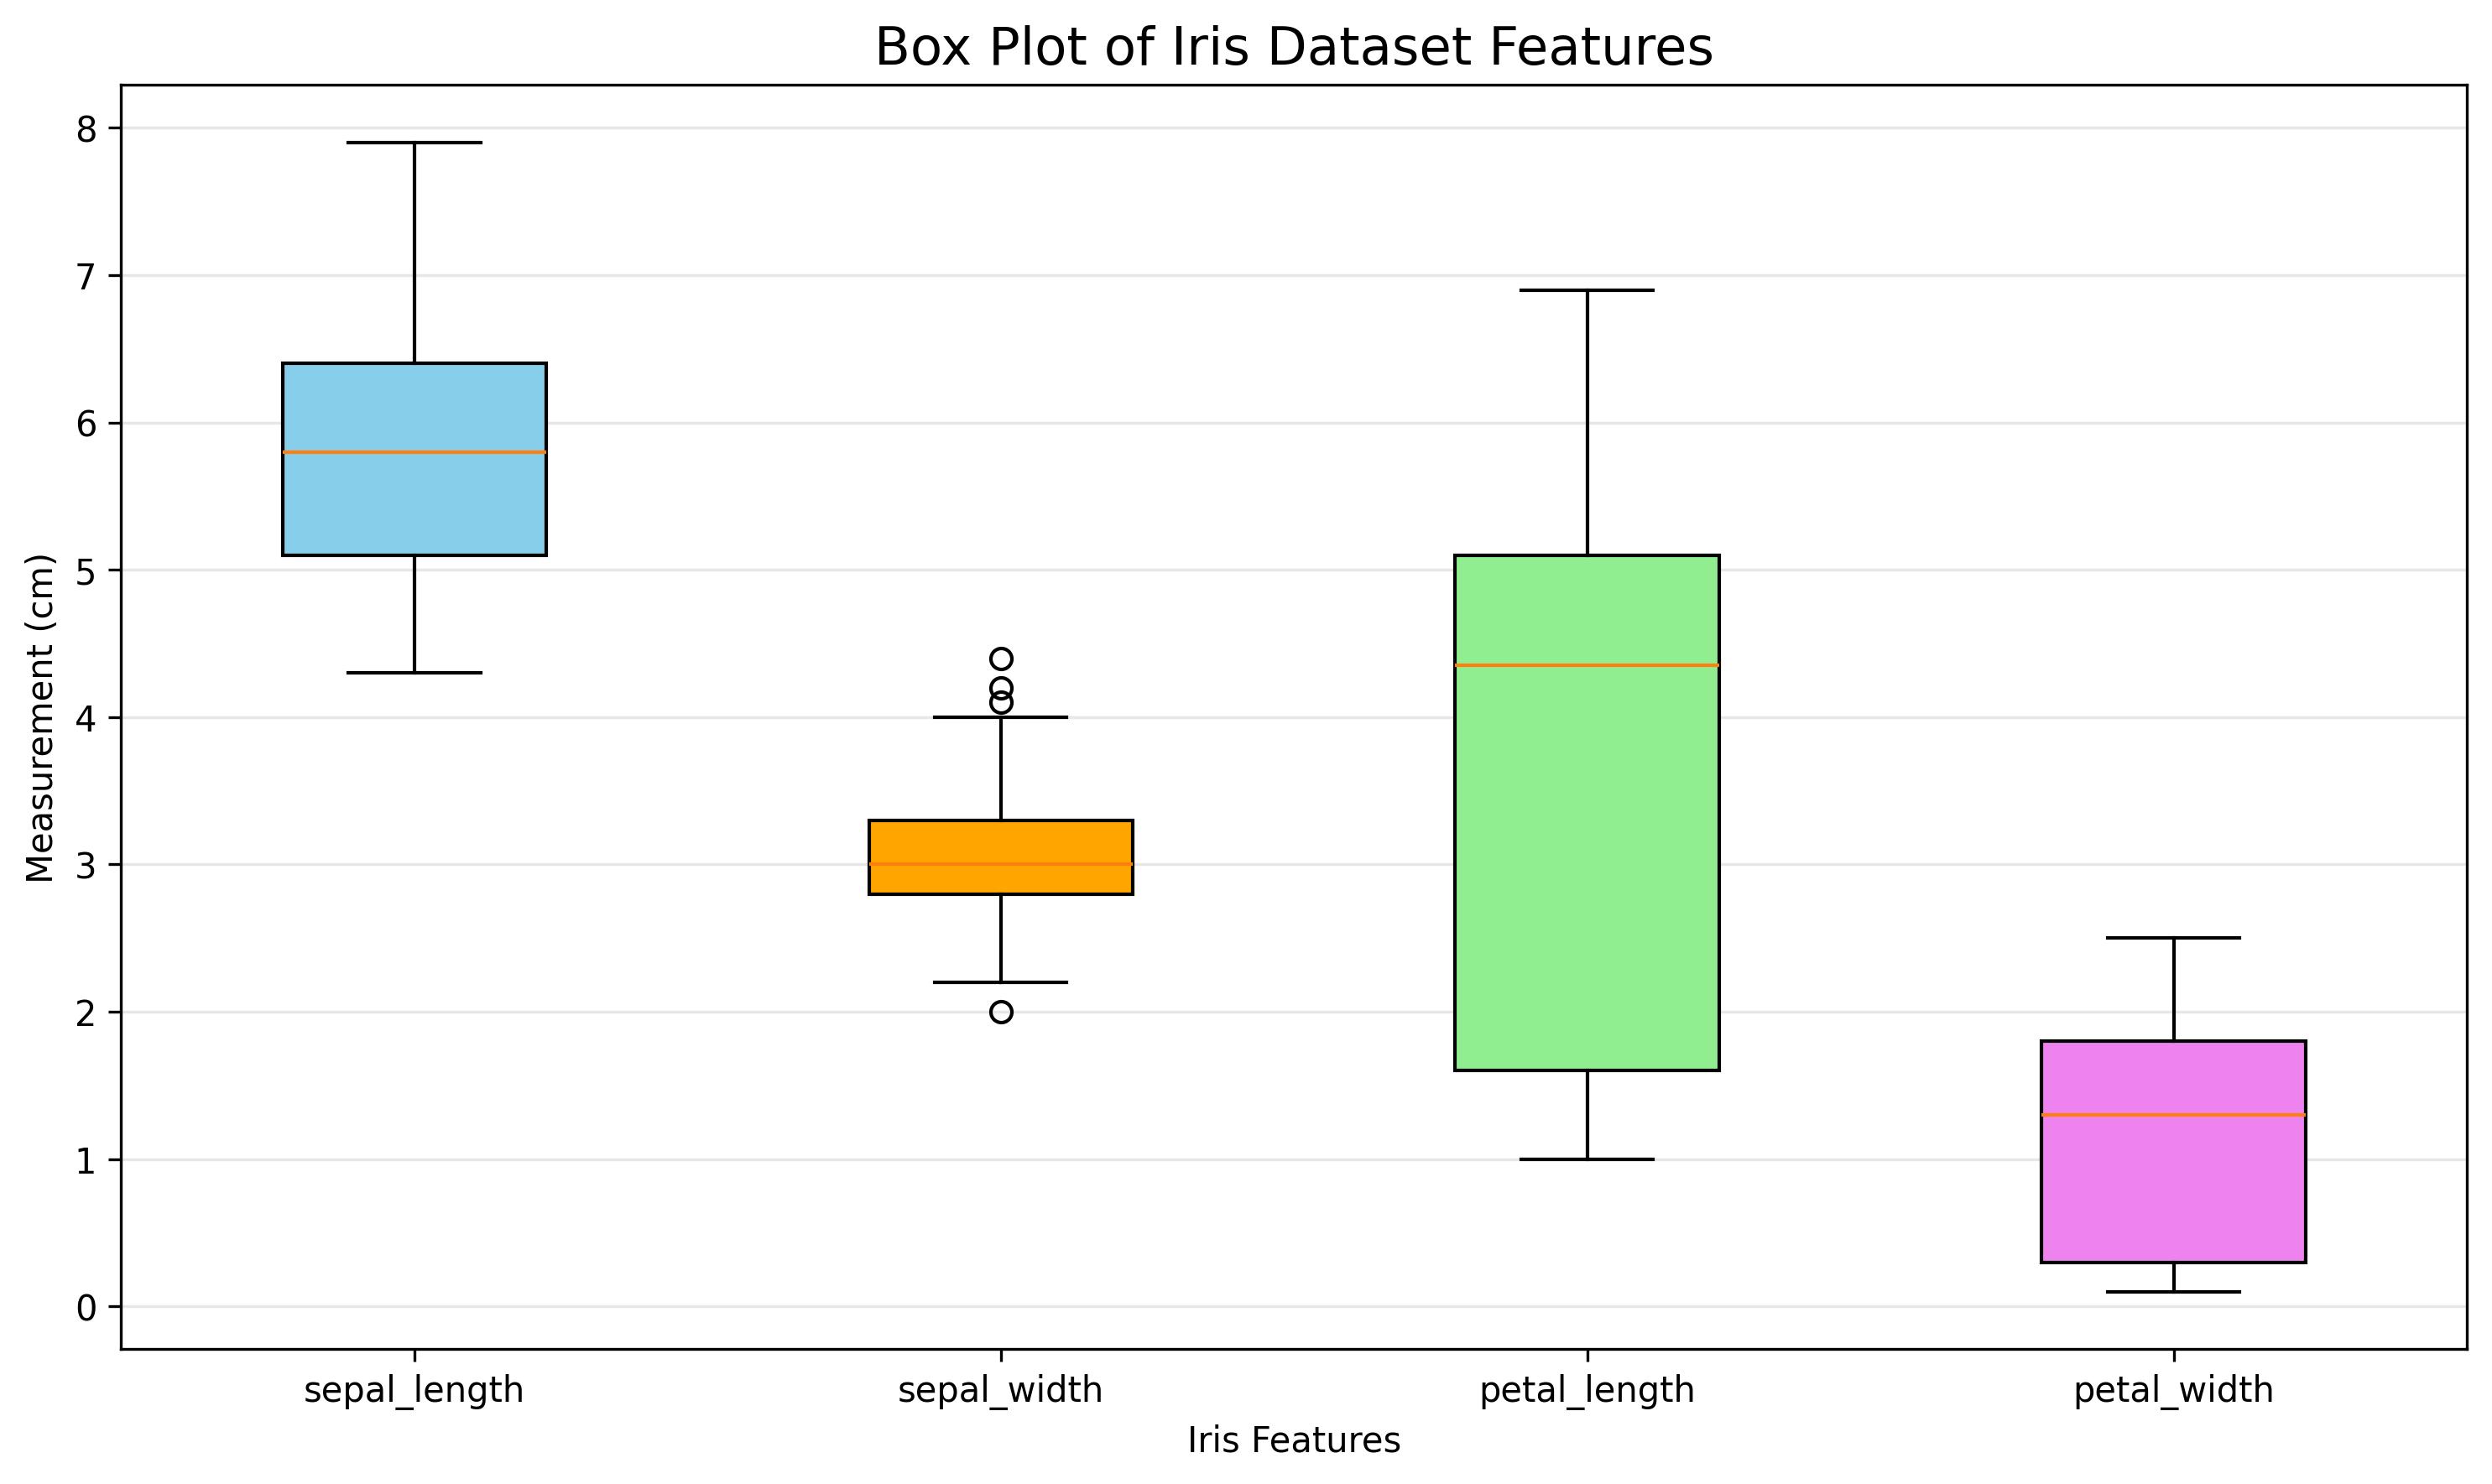 Box Plot of Iris Dataset Features
Measurement (cm)
8
7
6
5
4
3
2
1
0
sepal_length sepal_width petal_length petal_width
Iris Features